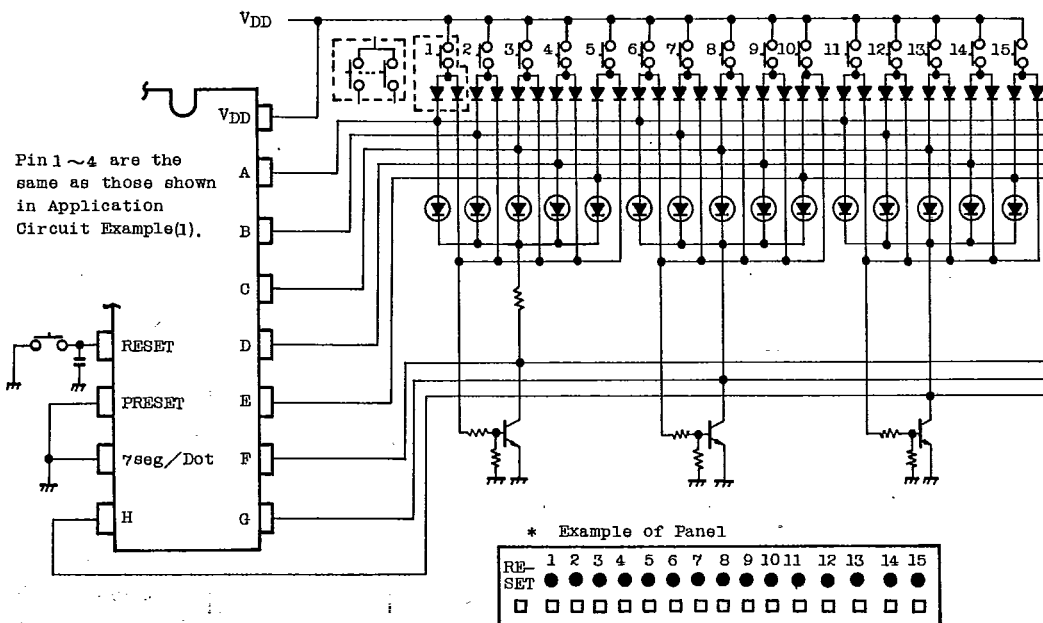 VDD
1 2 3 4 5 6 7 8 9 10 11 12 13 14 15
VDD
Pin 1~4 are the
same as those shown
in Application
Circuit Example(1).
A
B
C
RESET
D
PRESET
E
7seg/Dot
F
H
G
* Example of Panel
RE-
SET
1 2 3 4 5 6 7 8 9 10 11 12 13 14 15